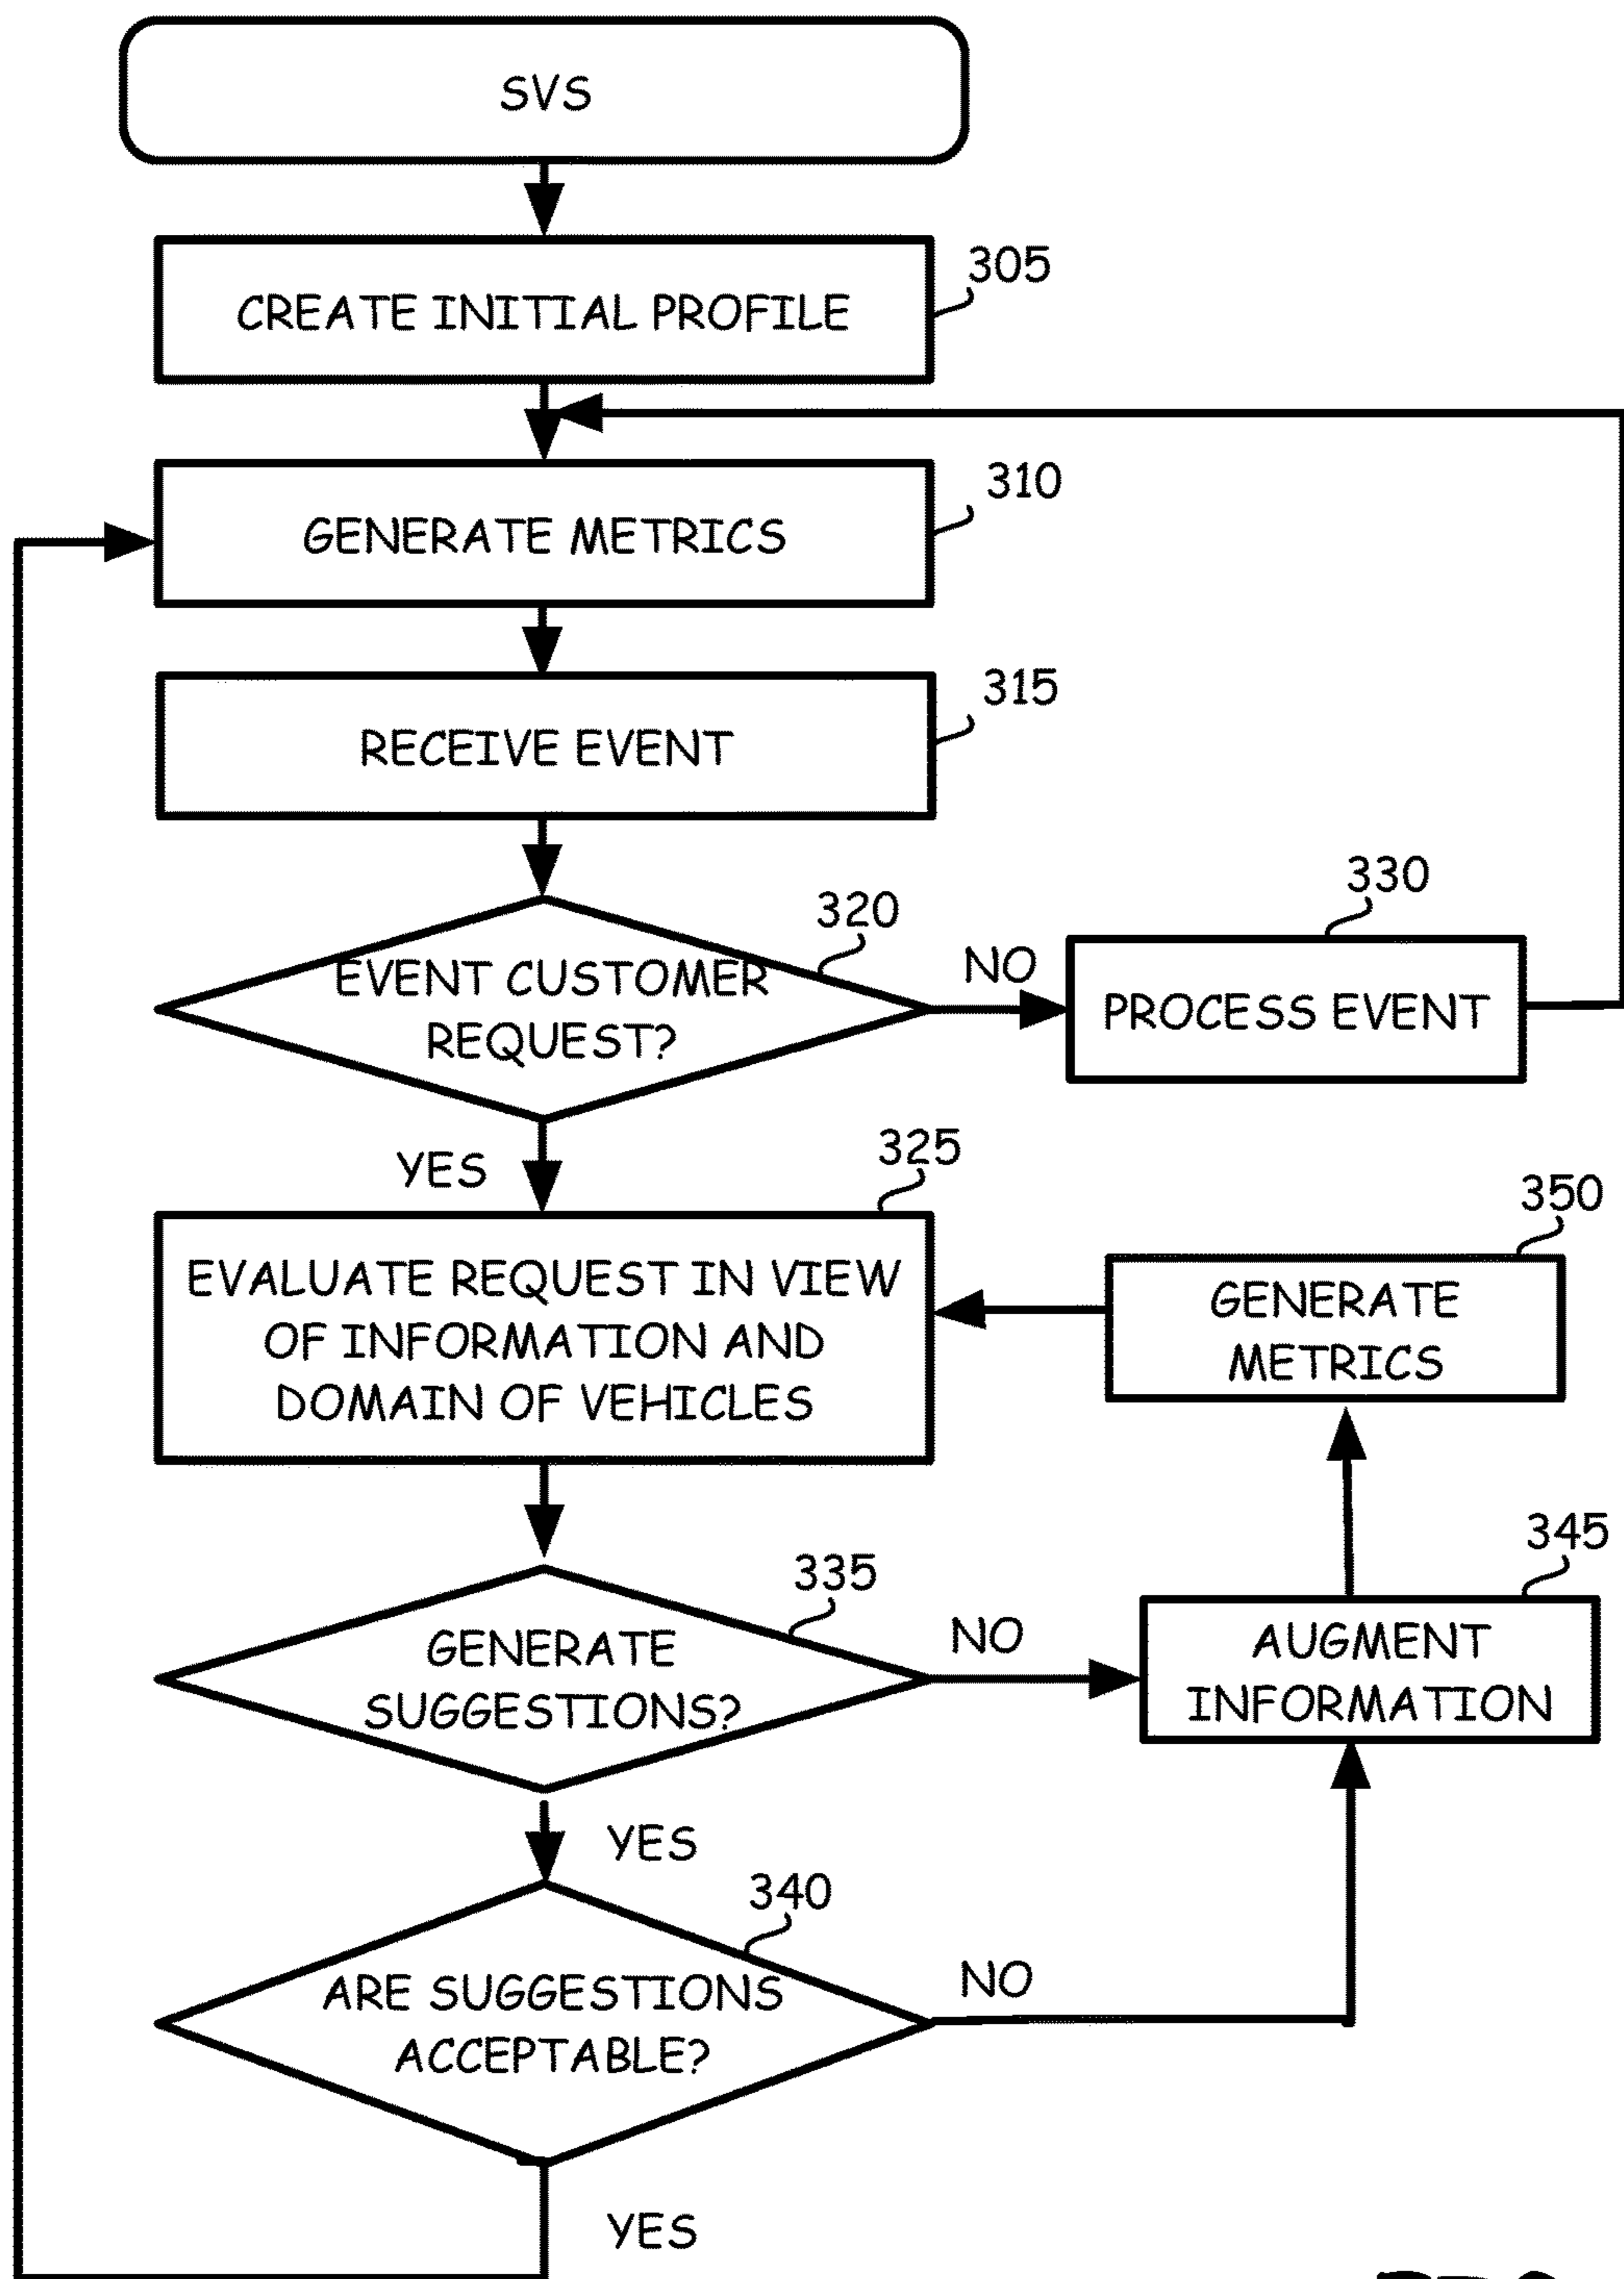 SVS
CREATE INITIAL PROFILE
305
GENERATE METRICS
310
RECEIVE EVENT
315
EVENT CUSTOMER
REQUEST?
320
NO
PROCESS EVENT
330
YES
EVALUATE REQUEST IN VIEW
OF INFORMATION AND
DOMAIN OF VEHICLES
325
GENERATE
METRICS
350
GENERATE
SUGGESTIONS?
335
NO
AUGMENT
INFORMATION
345
YES
ARE SUGGESTIONS
ACCEPTABLE?
340
NO
YES